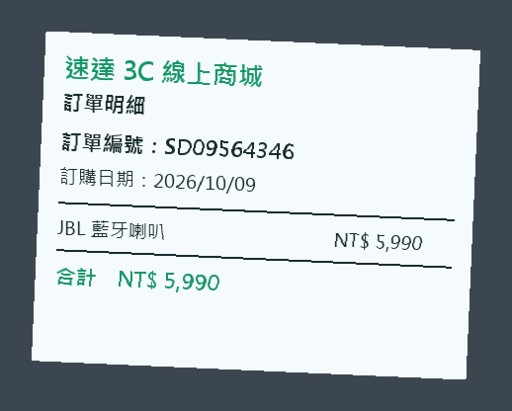 速達 3C 線上商城
訂單明細
訂單編號：SD09564346
訂購日期：2026/10/09
JBL 藍牙喇叭 NT$ 5,990
合計 NT$ 5,990